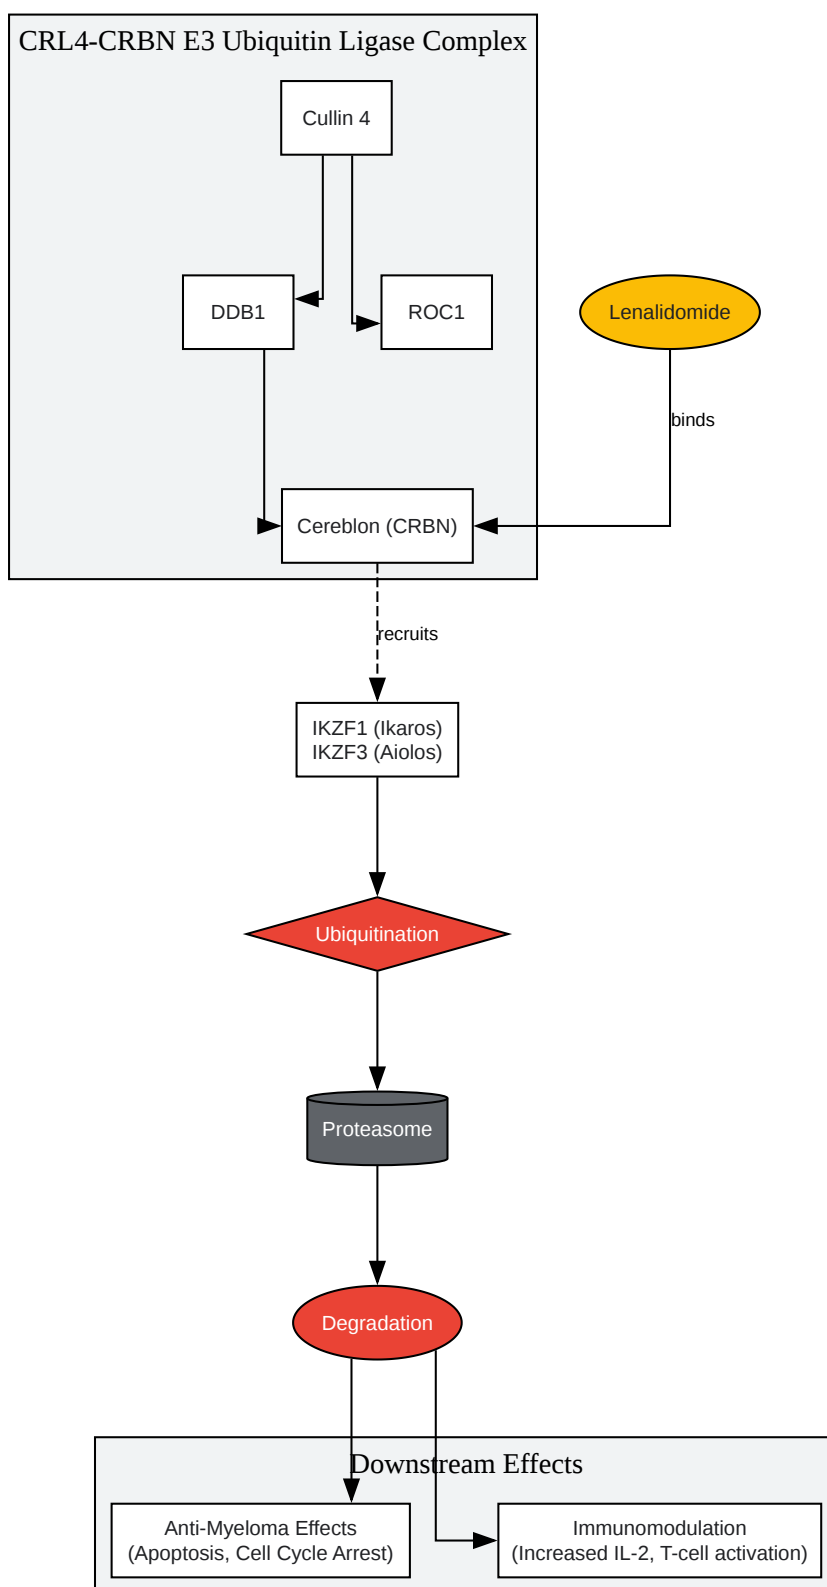 CRL4-CRBN E3 Ubiquitin Ligase Complex
Cullin 4
DDB1
ROC1
Lenalidomide
binds
Cereblon (CRBN)
recruits
IKZF1 (Ikaros)
IKZF3 (Aiolos)
Ubiquitination
Proteasome
Degradation
Downstream Effects
Anti-Myeloma Effects
(Apoptosis, Cell Cycle Arrest)
Immunomodulation
(Increased IL-2, T-cell activation)